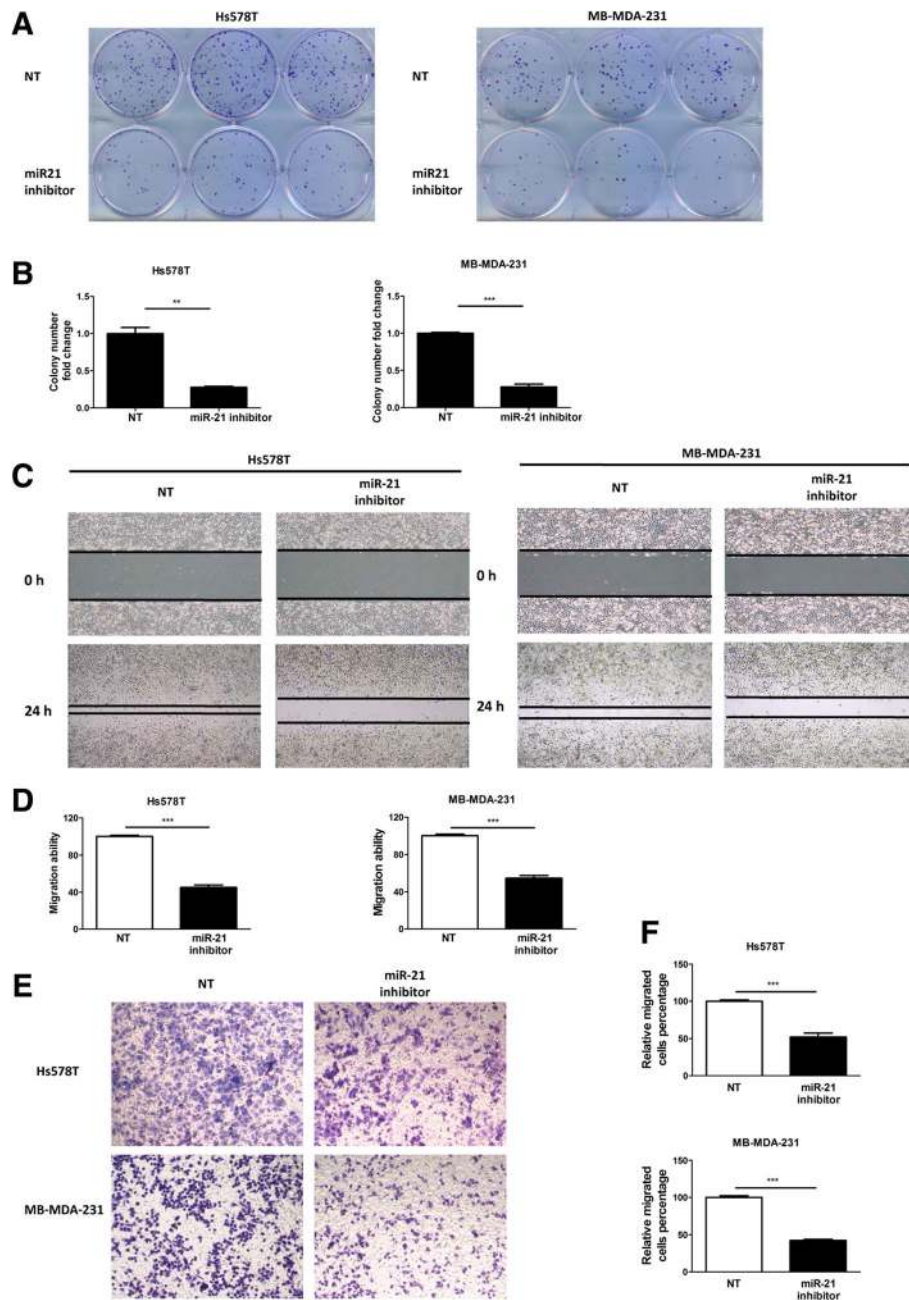 A
Hs578T
MB-MDA-231
NT
NT
miR21
inhibitor
miR21
inhibitor
B
Hs578T
MB-MDA-231
Colony number
fold change
1.5
1.0
0.5
0.0
**
NT
miR-21 inhibitor
Colony number fold change
1.5
1.0
0.5
0.0
***
NT
miR-21 inhibitor
C
Hs578T
NT
miR-21
inhibitor
0 h
24 h
MB-MDA-231
NT
miR-21
inhibitor
0 h
24 h
D
Hs578T
Migration ability
120
80
40
0
***
NT
miR-21
inhibitor
MB-MDA-231
Migration ability
120
80
40
0
***
NT
miR-21
inhibitor
E
NT
miR-21
inhibitor
Hs578T
MB-MDA-231
F
Hs578T
Relative migrated
cells percentage
150
100
50
0
***
NT
miR-21
inhibitor
MB-MDA-231
Relative migrated
cells percentage
150
100
50
0
***
NT
miR-21
inhibitor